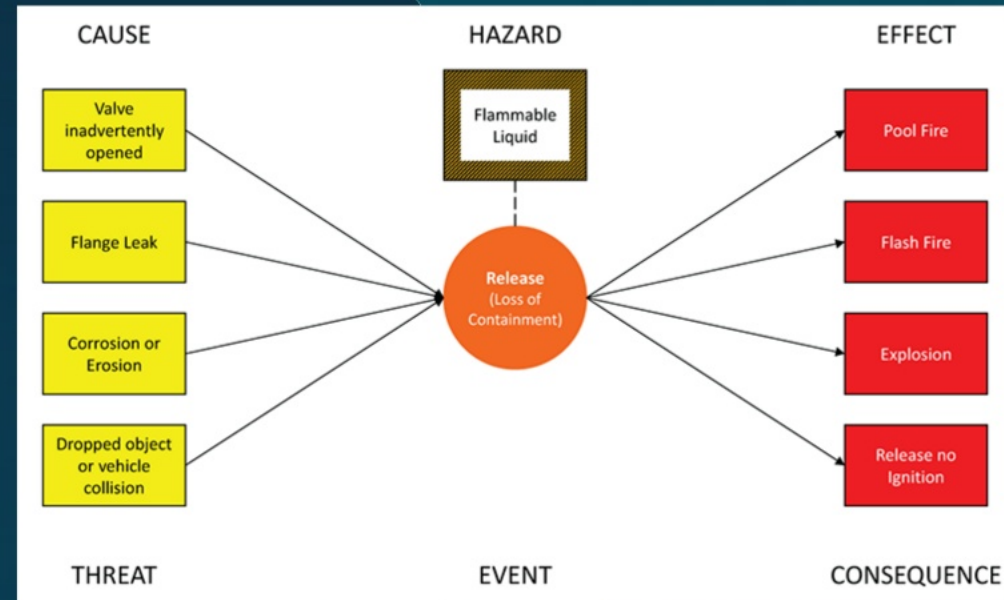 CAUSE
HAZARD
EFFECT
Valve
inadvertently
opened
Flammable
Liquid
Pool Fire
Flange Leak
Flash Fire
Release
(Loss of
Containment)
Corrosion or
Erosion
Explosion
Dropped object
or vehicle
collision
Release no
Ignition
THREAT
EVENT
CONSEQUENCE